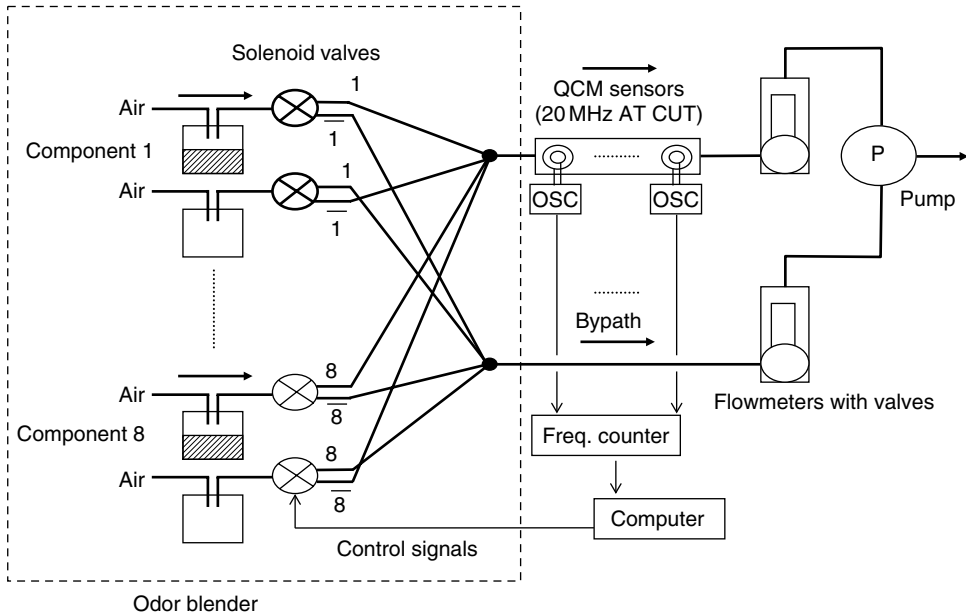 Solenoid valves
Air
1
1̅
Component 1
Air
1
1̅
QCM sensors
(20 MHz AT CUT)
OSC
OSC
P
Pump
Bypath
Air
8
8̅
Component 8
Air
8
8̅
Flowmeters with valves
Freq. counter
Computer
Control signals
Odor blender